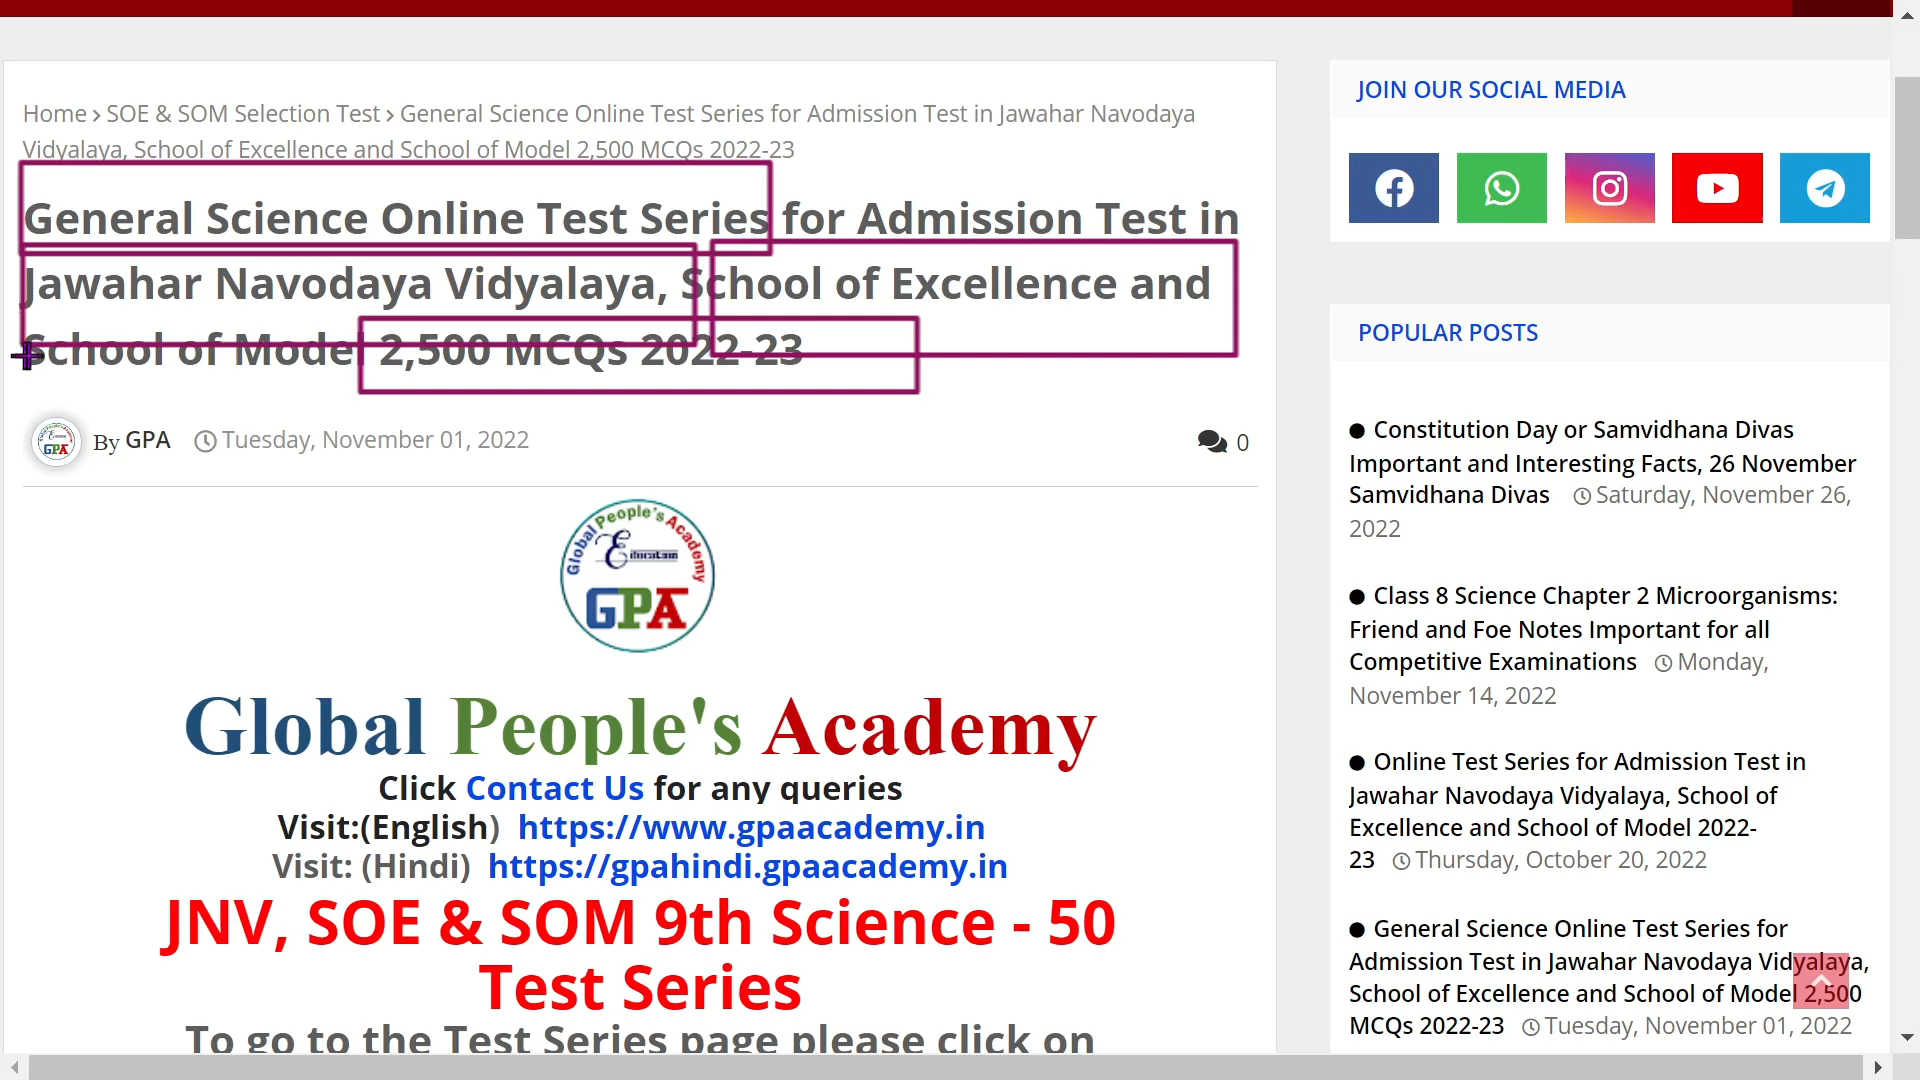 Home › SOE & SOM Selection Test › General Science Online Test Series for Admission Test in Jawahar Navodaya
Vidyalaya, School of Excellence and School of Model 2,500 MCQs 2022-23
General Science Online Test Series for Admission Test in
Jawahar Navodaya Vidyalaya, School of Excellence and
School of Model 2,500 MCQs 2022-23
By GPA Tuesday, November 01, 2022
0
Global People's Academy
Education
GPA
Global People's Academy
Click Contact Us for any queries
Visit:(English) https://www.gpaacademy.in
Visit: (Hindi) https://gpahindi.gpaacademy.in
JNV, SOE & SOM 9th Science - 50
Test Series
To go to the Test Series page please click on
JOIN OUR SOCIAL MEDIA
POPULAR POSTS
● Constitution Day or Samvidhana Divas
Important and Interesting Facts, 26 November
Samvidhana Divas Saturday, November 26,
2022
● Class 8 Science Chapter 2 Microorganisms:
Friend and Foe Notes Important for all
Competitive Examinations Monday,
November 14, 2022
● Online Test Series for Admission Test in
Jawahar Navodaya Vidyalaya, School of
Excellence and School of Model 2022-
23 Thursday, October 20, 2022
● General Science Online Test Series for
Admission Test in Jawahar Navodaya Vidyalaya,
School of Excellence and School of Model 2,500
MCQs 2022-23 Tuesday, November 01, 2022